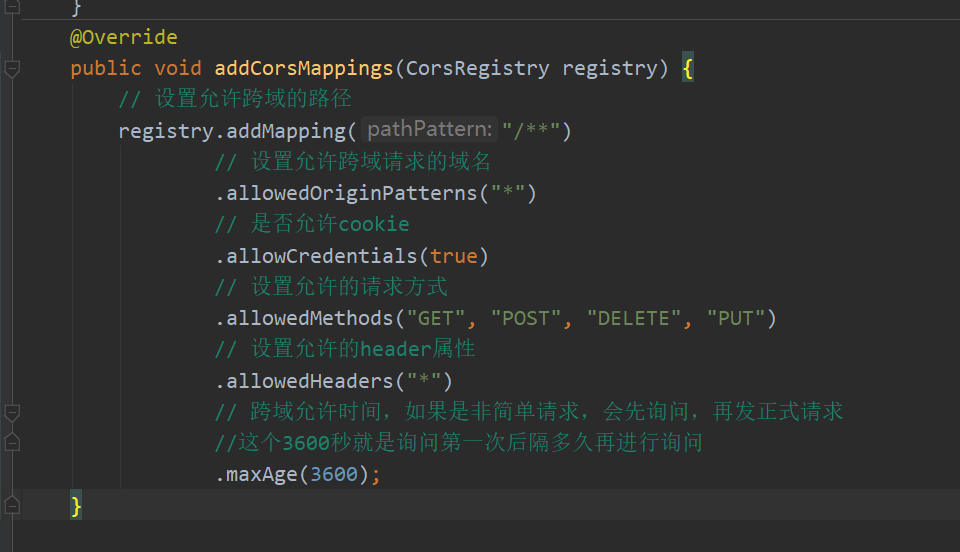 }
@Override
public void addCorsMappings(CorsRegistry registry) {
// 设置允许跨域的路径
registry.addMapping( pathPattern: "/**")
// 设置允许跨域请求的域名
.allowedOriginPatterns("*")
// 是否允许cookie
.allowCredentials(true)
// 设置允许的请求方式
.allowedMethods("GET", "POST", "DELETE", "PUT")
// 设置允许的header属性
.allowedHeaders("*")
// 跨域允许时间，如果是非简单请求，会先询问，再发正式请求
//这个3600秒就是询问第一次后隔多久再进行询问
.maxAge(3600);
}